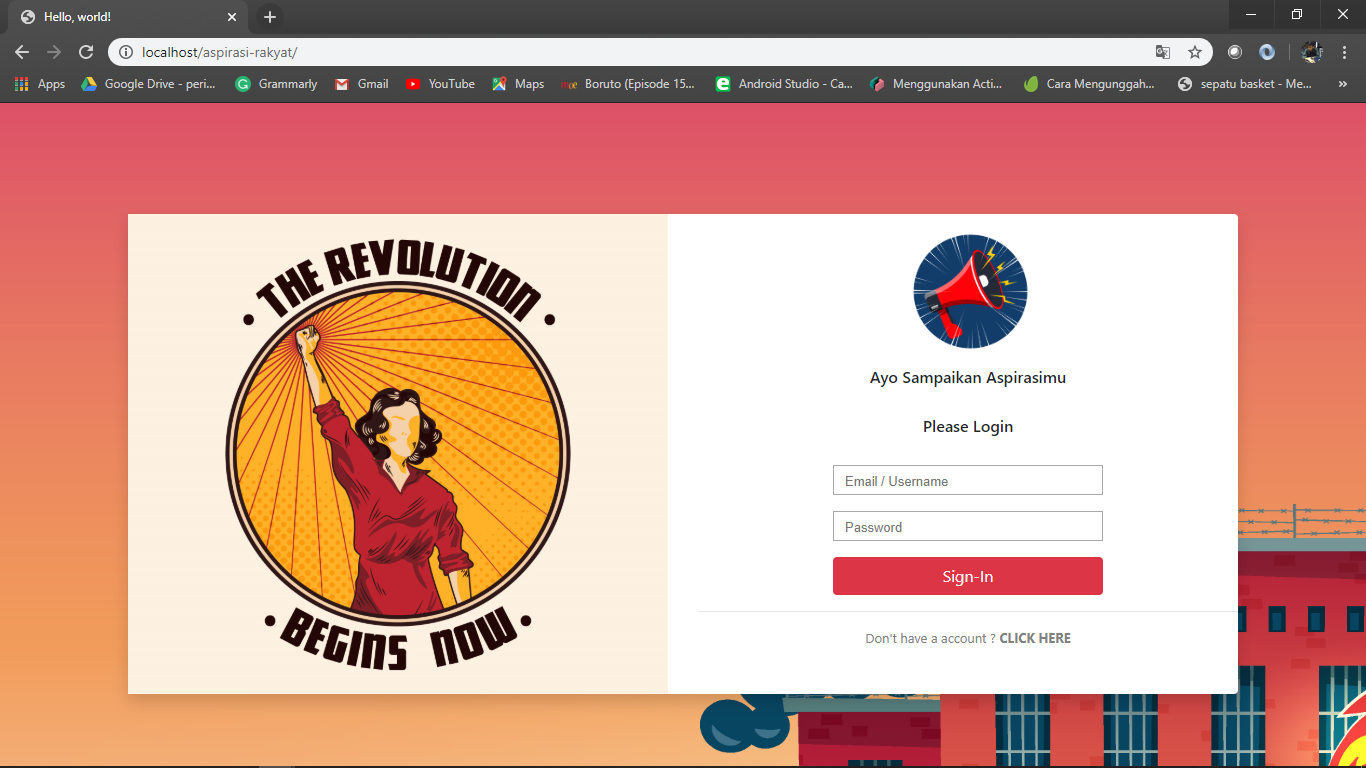 Hello, world!
localhost/aspirasi-rakyat/
Apps
Google Drive - peri...
Grammarly
Gmail
YouTube
Maps
Boruto (Episode 15...
Android Studio - Ca...
Menggunakan Acti...
Cara Mengunggah...
sepatu basket - Me...
THE REVOLUTION
BEGINS NOW
Ayo Sampaikan Aspirasimu
Please Login
Email / Username
Password
Sign-In
Don't have a account ? CLICK HERE